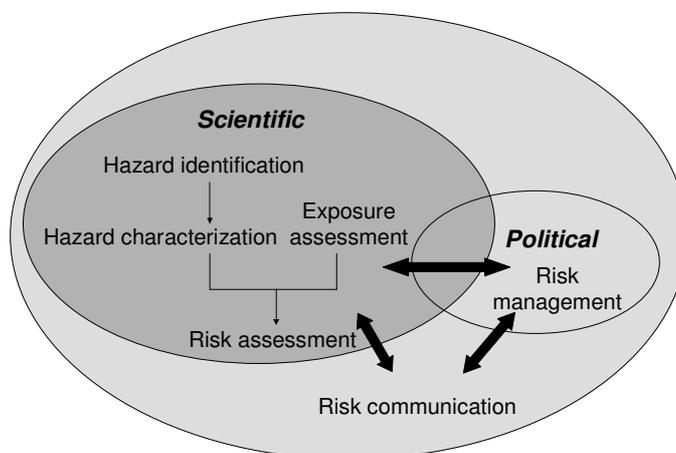 Scientific
Hazard identification
Exposure
Hazard characterization assessment
Political
Risk
management
Risk assessment
Risk communication